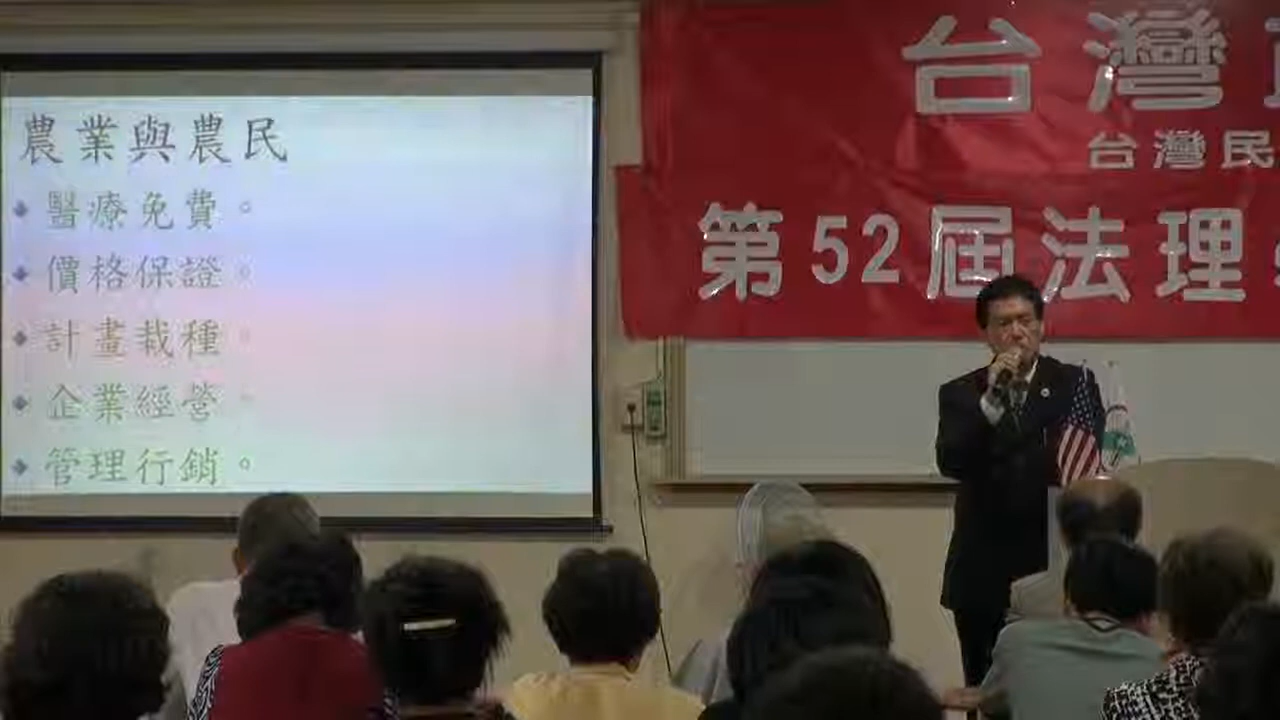 農業與農民
醫療免費。
價格保證。
計畫栽種。
企業經營。
管理行銷。
台灣
台灣民
第52屆法理